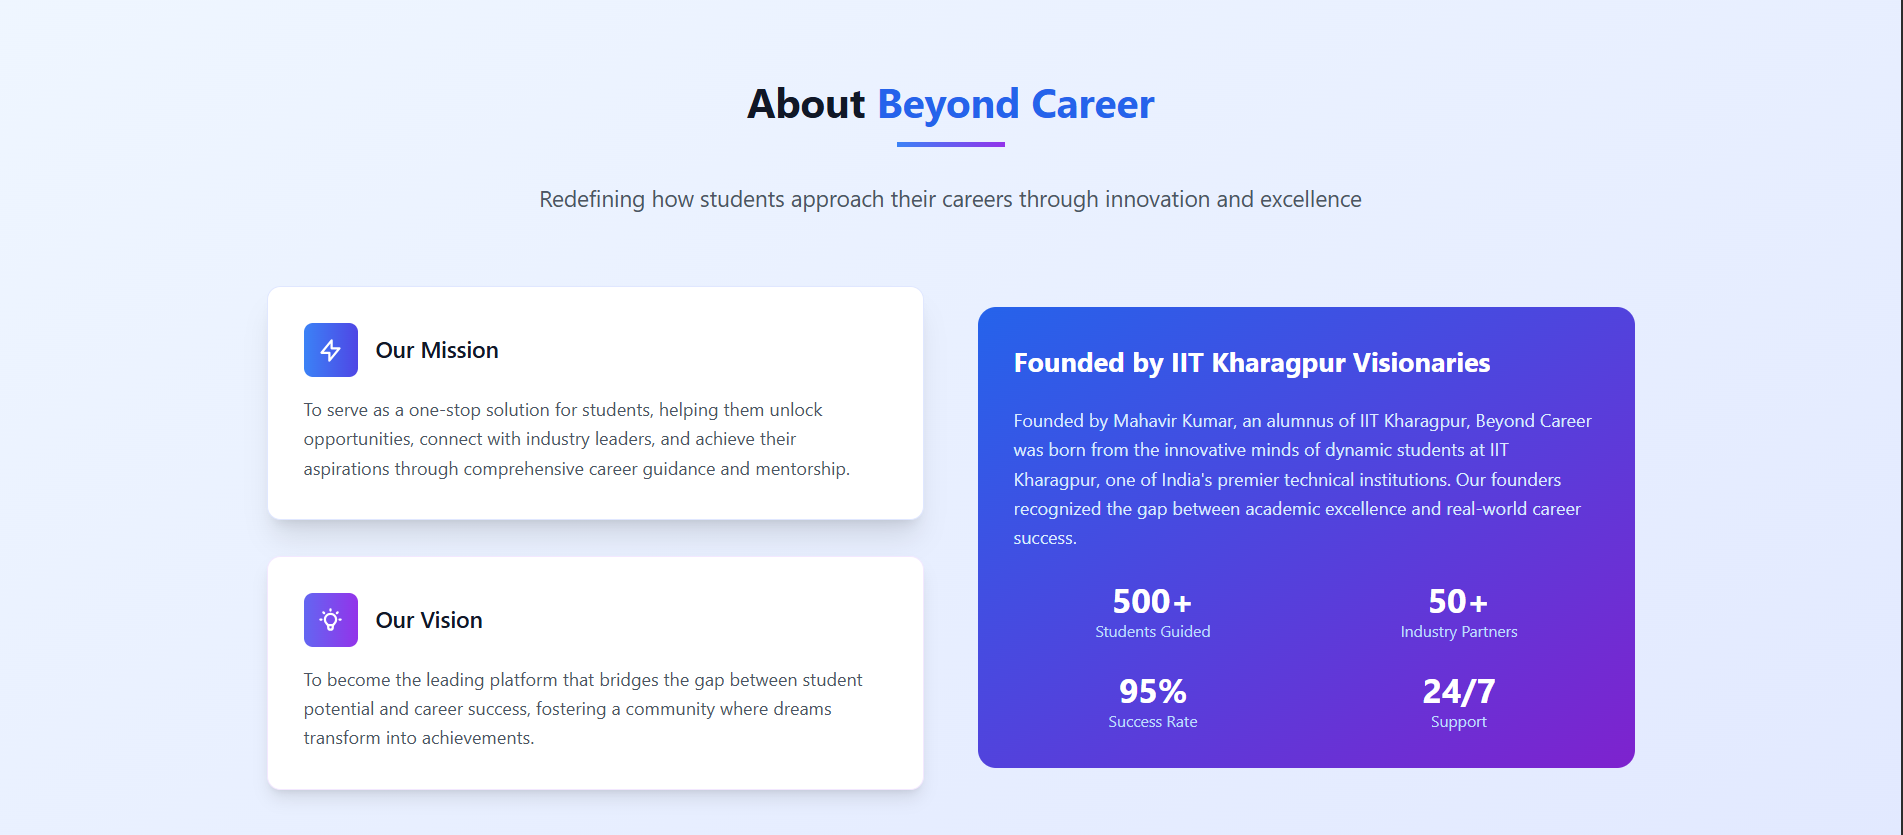 About Beyond Career
Redefining how students approach their careers through innovation and excellence
Our Mission
To serve as a one-stop solution for students, helping them unlock
opportunities, connect with industry leaders, and achieve their
aspirations through comprehensive career guidance and mentorship.
Our Vision
To become the leading platform that bridges the gap between student
potential and career success, fostering a community where dreams
transform into achievements.
Founded by IIT Kharagpur Visionaries
Founded by Mahavir Kumar, an alumnus of IIT Kharagpur, Beyond Career
was born from the innovative minds of dynamic students at IIT
Kharagpur, one of India's premier technical institutions. Our founders
recognized the gap between academic excellence and real-world career
success.
500+
Students Guided
50+
Industry Partners
95%
Success Rate
24/7
Support